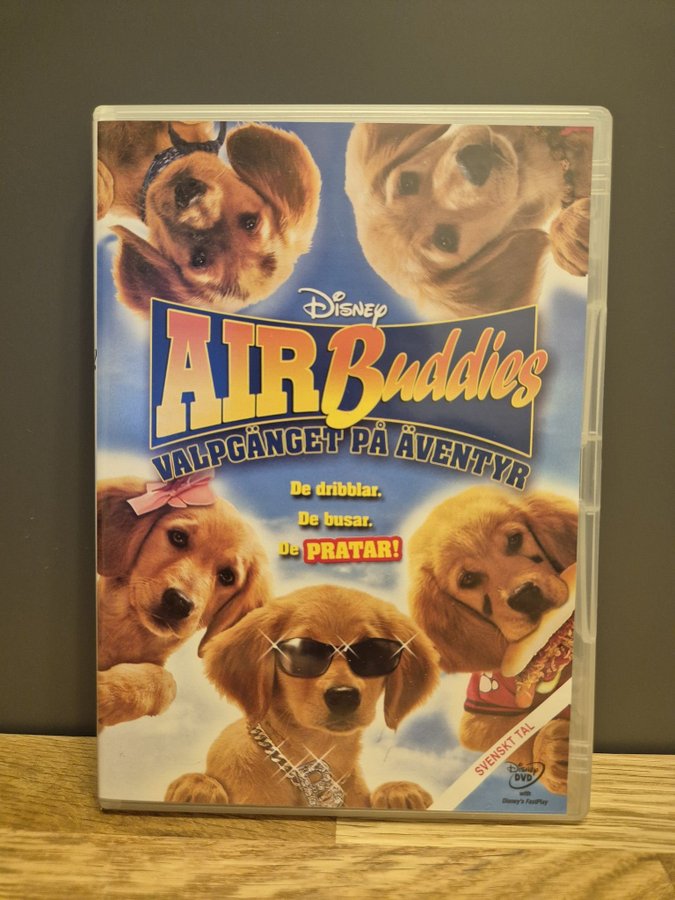 Disney
AIR Buddies
VALPGÄNGET PÅ ÄVENTYR
De dribblar.
De busar.
De PRATAR!
SVENSKT TAL
Disney
DVD
with
Disney's FastPlay